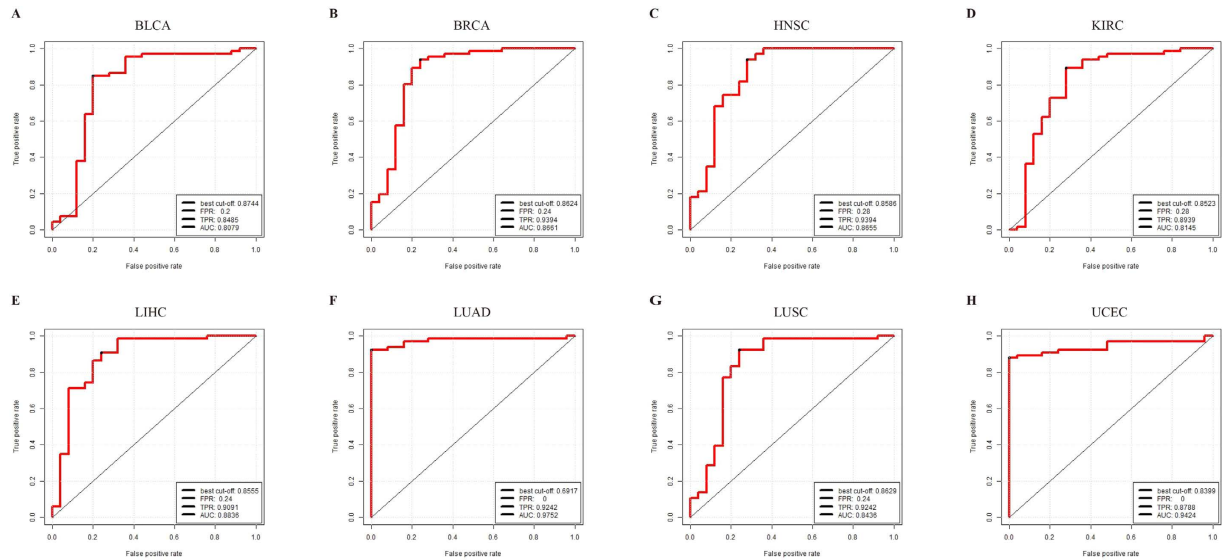 A
BLCA
True positive rate
1.0
0.8
0.6
0.4
0.2
0.0
0.0 0.2 0.4 0.6 0.8 1.0
False positive rate
best cut-off: 0.8744
FPR: 0.2
TPR: 0.8485
AUC: 0.8079
B
BRCA
True positive rate
1.0
0.8
0.6
0.4
0.2
0.0
0.0 0.2 0.4 0.6 0.8 1.0
False positive rate
best cut-off: 0.8624
FPR: 0.24
TPR: 0.9394
AUC: 0.8661
C
HNSC
True positive rate
1.0
0.8
0.6
0.4
0.2
0.0
0.0 0.2 0.4 0.6 0.8 1.0
False positive rate
best cut-off: 0.8586
FPR: 0.28
TPR: 0.9394
AUC: 0.8655
D
KIRC
True positive rate
1.0
0.8
0.6
0.4
0.2
0.0
0.0 0.2 0.4 0.6 0.8 1.0
False positive rate
best cut-off: 0.8523
FPR: 0.28
TPR: 0.8939
AUC: 0.8145
E
LIHC
True positive rate
1.0
0.8
0.6
0.4
0.2
0.0
0.0 0.2 0.4 0.6 0.8 1.0
False positive rate
best cut-off: 0.8555
FPR: 0.24
TPR: 0.9091
AUC: 0.8836
F
LUAD
True positive rate
1.0
0.8
0.6
0.4
0.2
0.0
0.0 0.2 0.4 0.6 0.8 1.0
False positive rate
best cut-off: 0.6917
FPR: 0
TPR: 0.9242
AUC: 0.9752
G
LUSC
True positive rate
1.0
0.8
0.6
0.4
0.2
0.0
0.0 0.2 0.4 0.6 0.8 1.0
False positive rate
best cut-off: 0.8629
FPR: 0.24
TPR: 0.9242
AUC: 0.8436
H
UCEC
True positive rate
1.0
0.8
0.6
0.4
0.2
0.0
0.0 0.2 0.4 0.6 0.8 1.0
False positive rate
best cut-off: 0.8399
FPR: 0
TPR: 0.8788
AUC: 0.9424